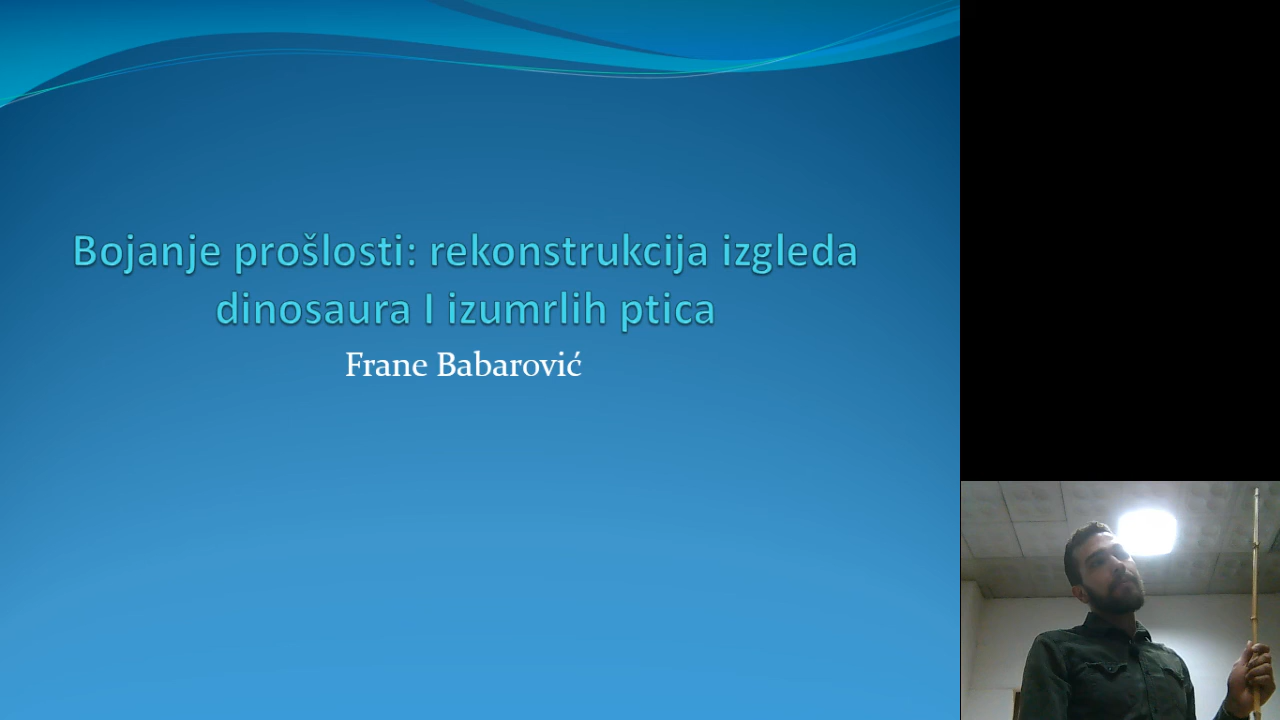 Bojanje prošlosti: rekonstrukcija izgleda
dinosaura I izumrlih ptica
Frane Babarović